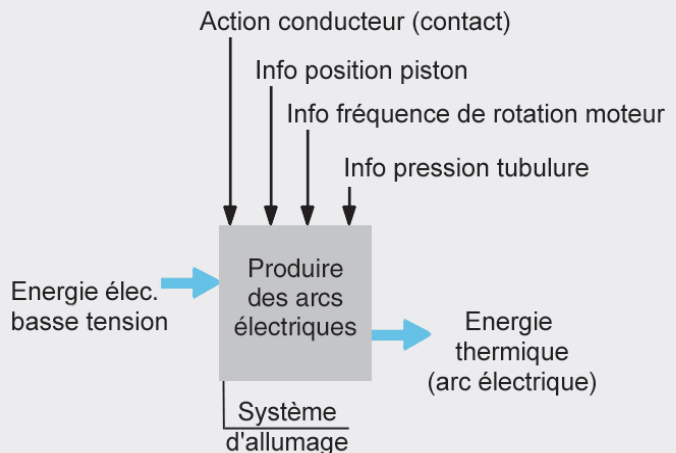 Action conducteur (contact)
Info position piston
Info fréquence de rotation moteur
Info pression tubulure
Energie élec.
basse tension
Produire
des arcs
électriques
Energie
thermique
(arc électrique)
Système
d'allumage